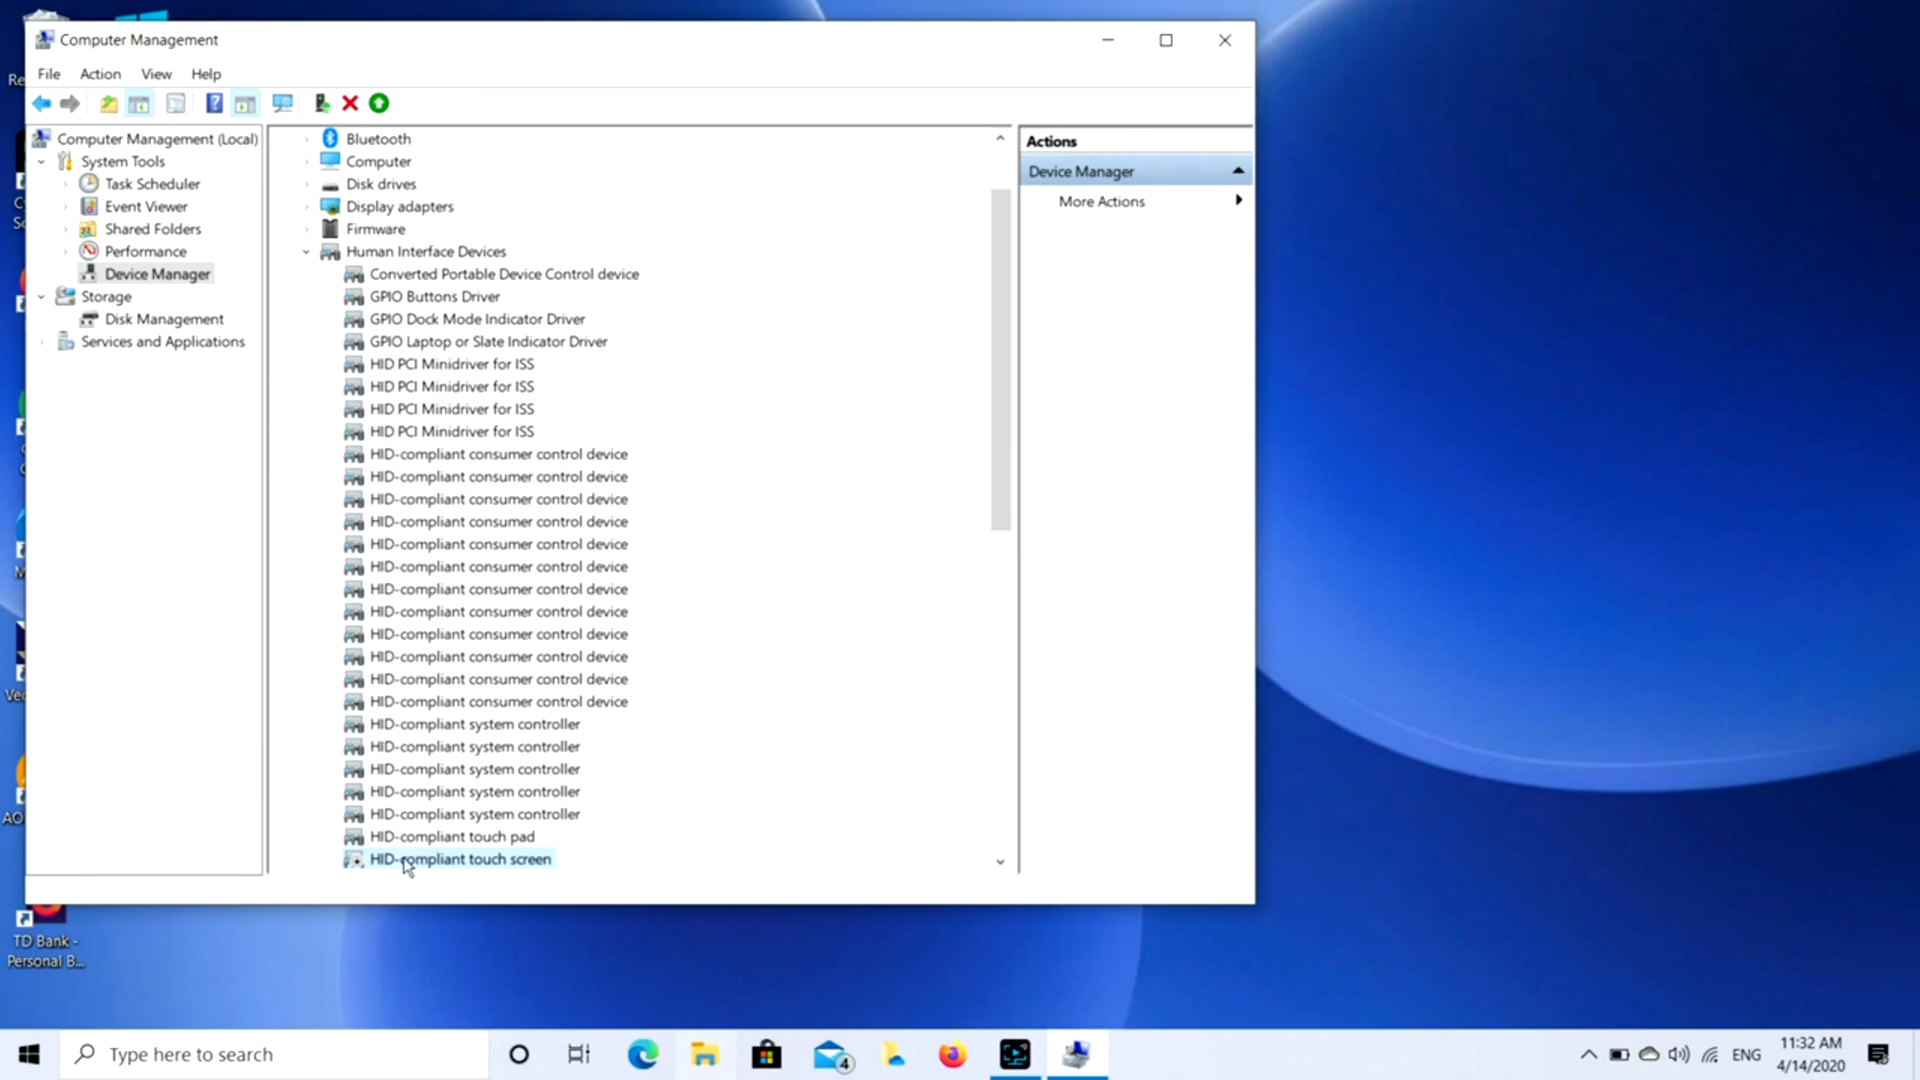 Computer Management
File Action View Help
Computer Management (Local)
System Tools
Task Scheduler
Event Viewer
Shared Folders
Performance
Device Manager
Storage
Disk Management
Services and Applications
Bluetooth
Computer
Disk drives
Display adapters
Firmware
Human Interface Devices
Converted Portable Device Control device
GPIO Buttons Driver
GPIO Dock Mode Indicator Driver
GPIO Laptop or Slate Indicator Driver
HID PCI Minidriver for ISS
HID PCI Minidriver for ISS
HID PCI Minidriver for ISS
HID PCI Minidriver for ISS
HID-compliant consumer control device
HID-compliant consumer control device
HID-compliant consumer control device
HID-compliant consumer control device
HID-compliant consumer control device
HID-compliant consumer control device
HID-compliant consumer control device
HID-compliant consumer control device
HID-compliant consumer control device
HID-compliant consumer control device
HID-compliant consumer control device
HID-compliant consumer control device
HID-compliant system controller
HID-compliant system controller
HID-compliant system controller
HID-compliant system controller
HID-compliant system controller
HID-compliant touch pad
HID-compliant touch screen
Actions
Device Manager
More Actions
Re
Vec
AO
TD Bank -
Personal B...
Type here to search
4
ENG
11:32 AM
4/14/2020